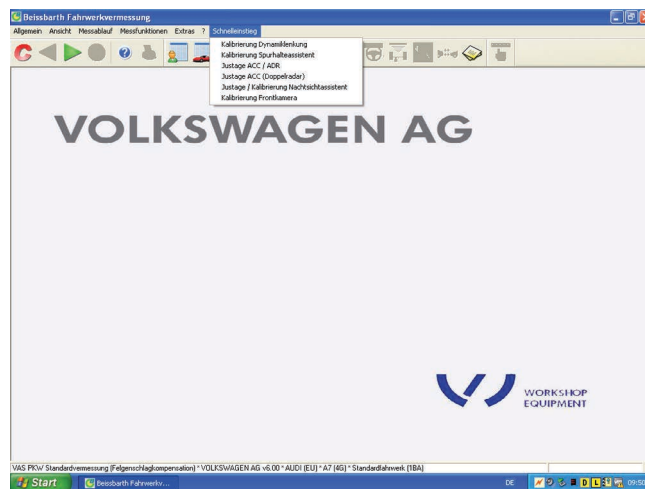 Beissbarth Fahrwerkvermessung
Allgemein Ansicht Messablauf Messfunktionen Extras ? Schnelleinstieg
Kalibrierung Dynamiklenkung
Kalibrierung Spurhalteassistent
Justage ACC / ADR
Justage ACC (Doppelradar)
Justage / Kalibrierung Nachtsichtassistent
Kalibrierung Frontkamera
VOLKSWAGEN AG
WORKSHOP
EQUIPMENT
VAS PKW Standardvermessung (Felgenschlagkompensation) * VOLKSWAGEN AG v6.00 * AUDI (EU) * A7 (4G) * Standardfahrwerk (1BA)
Start Beissbarth Fahrwerkv... DE D L 09:50